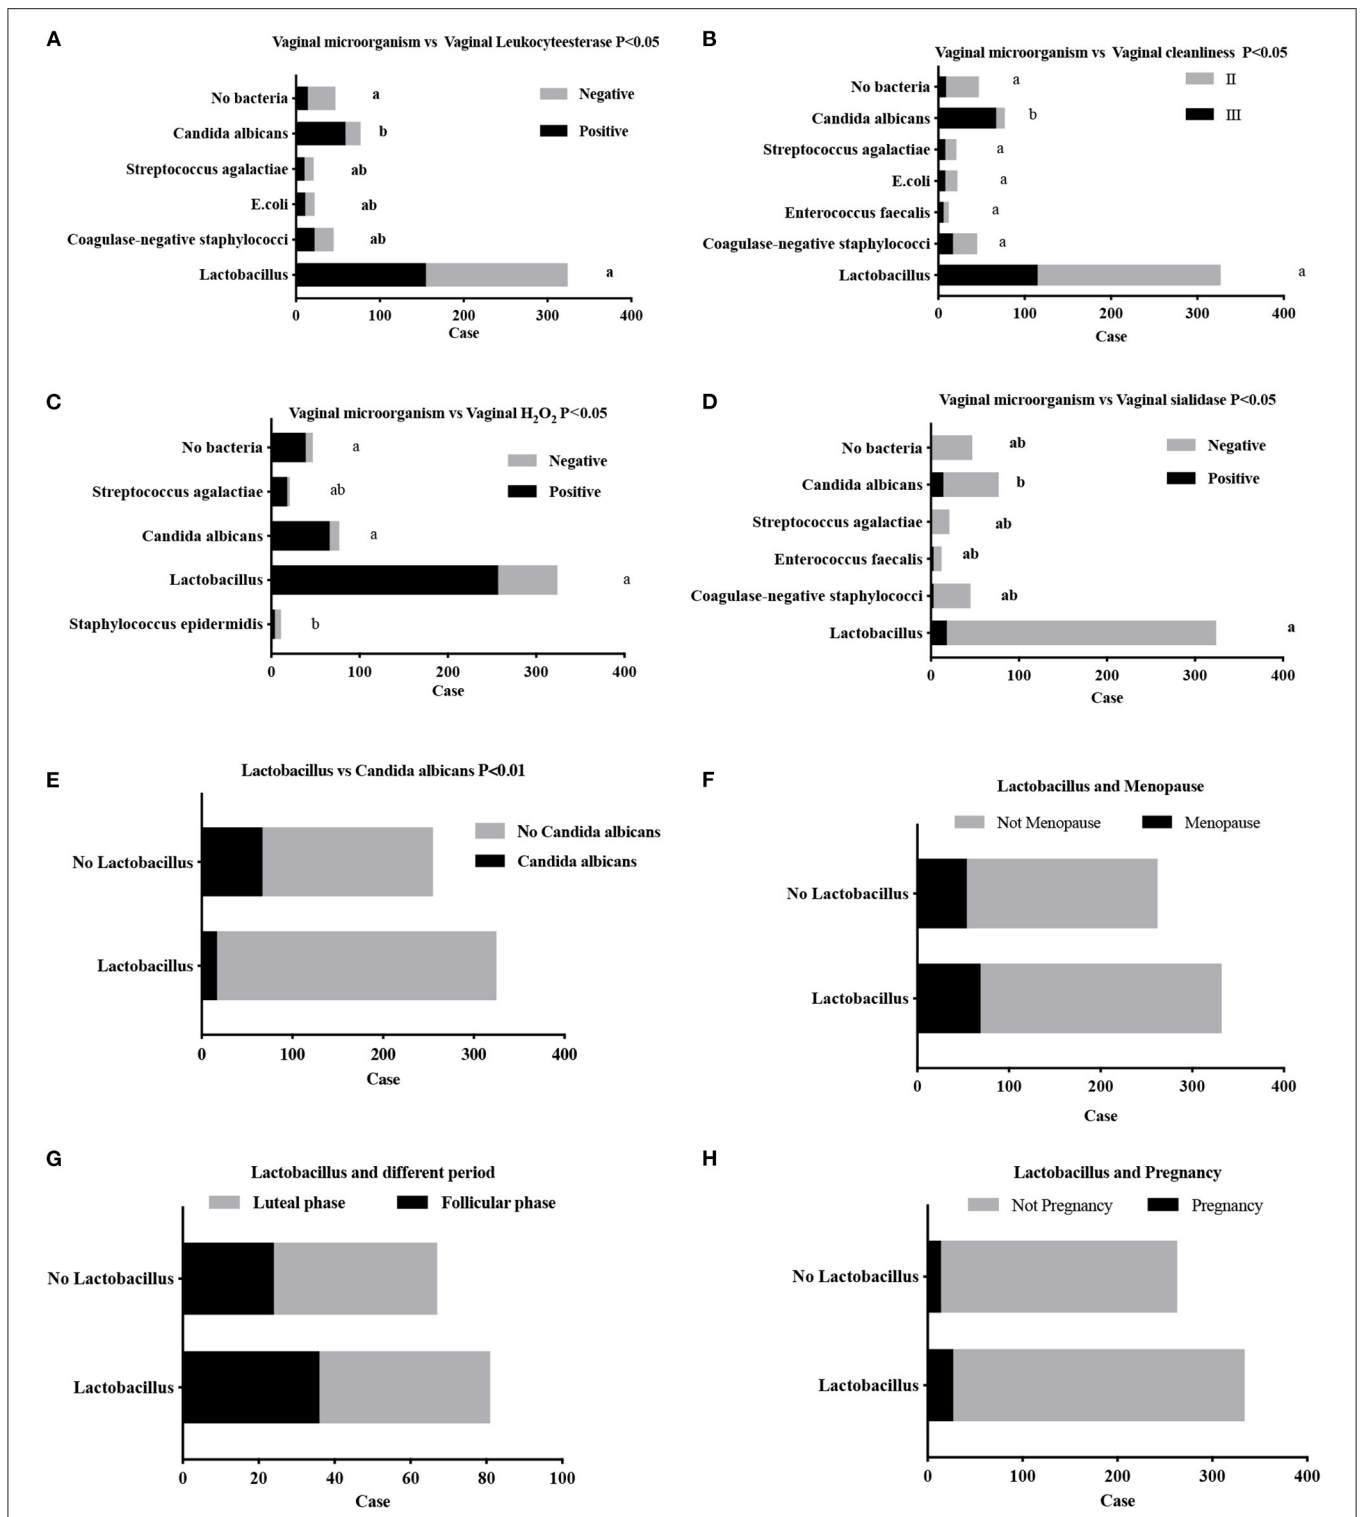 A
Vaginal microorganism vs Vaginal Leukocyteesterase P<0.05
No bacteria
a
Negative
Candida albicans
b
Positive
Streptococcus agalactiae
ab
E.coli
ab
Coagulase-negative staphylococci
ab
Lactobacillus
a
0 100 200 300 400
Case
B
Vaginal microorganism vs Vaginal cleanliness P<0.05
No bacteria
a
II
Candida albicans
b
III
Streptococcus agalactiae
a
E.coli
a
Enterococcus faecalis
a
Coagulase-negative staphylococci
a
Lactobacillus
a
0 100 200 300 400
Case
C
Vaginal microorganism vs Vaginal H₂O₂ P<0.05
No bacteria
a
Negative
Streptococcus agalactiae
ab
Positive
Candida albicans
a
Lactobacillus
a
Staphylococcus epidermidis
b
0 100 200 300 400
Case
D
Vaginal microorganism vs Vaginal sialidase P<0.05
No bacteria
ab
Negative
Candida albicans
b
Positive
Streptococcus agalactiae
ab
Enterococcus faecalis
ab
Coagulase-negative staphylococci
ab
Lactobacillus
a
0 100 200 300 400
Case
E
Lactobacillus vs Candida albicans P<0.01
No Candida albicans
Candida albicans
No Lactobacillus
Lactobacillus
0 100 200 300 400
Case
F
Lactobacillus and Menopause
Not Menopause Menopause
No Lactobacillus
Lactobacillus
0 100 200 300 400
Case
G
Lactobacillus and different period
Luteal phase Follicular phase
No Lactobacillus
Lactobacillus
0 20 40 60 80 100
Case
H
Lactobacillus and Pregnancy
Not Pregnancy Pregnancy
No Lactobacillus
Lactobacillus
0 100 200 300 400
Case